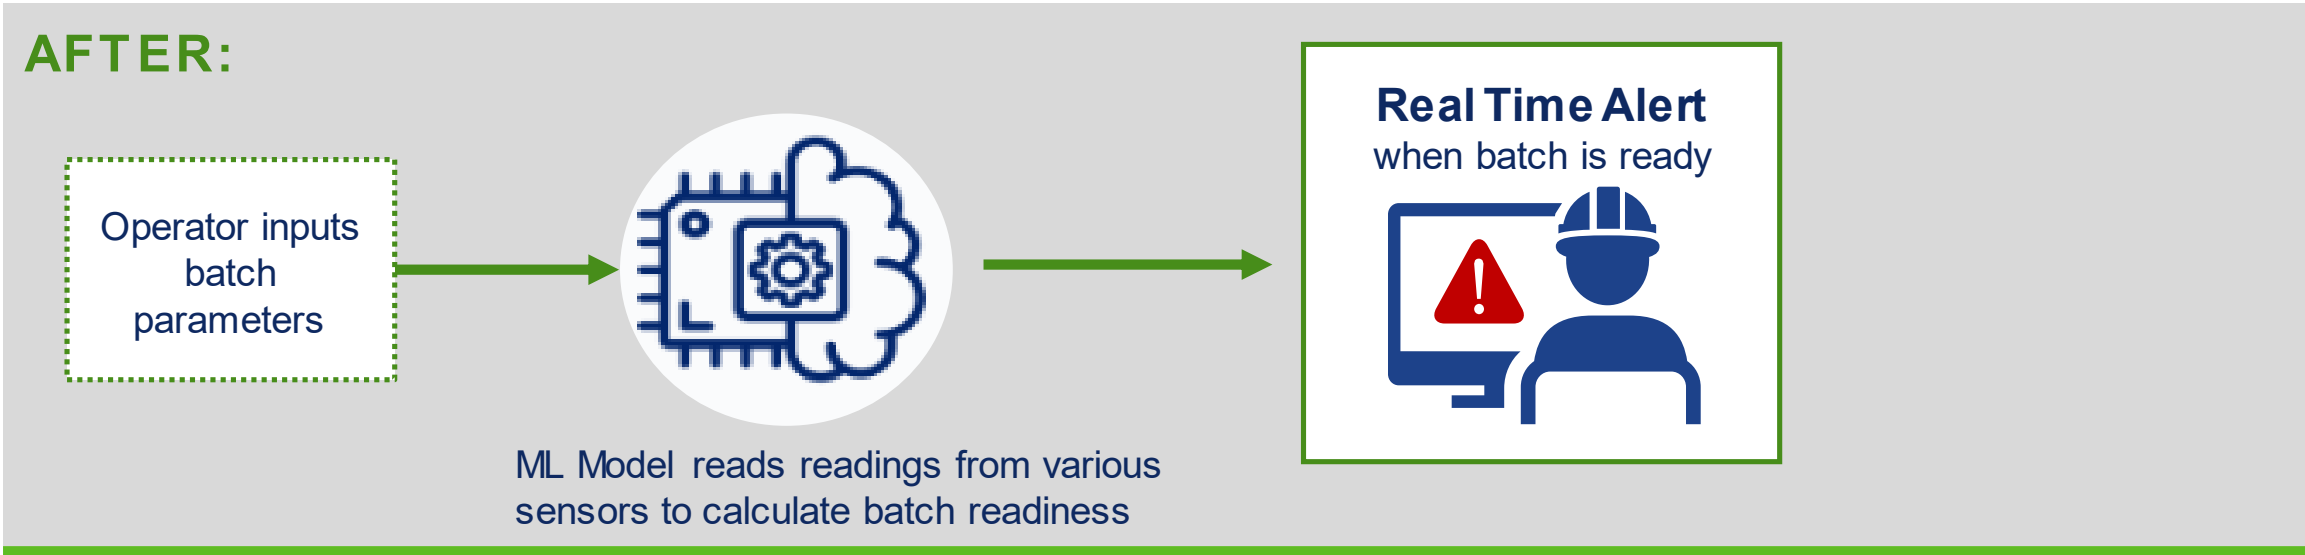 AFTER:
Operator inputs
batch
parameters
ML Model reads readings from various
sensors to calculate batch readiness
Real Time Alert
when batch is ready